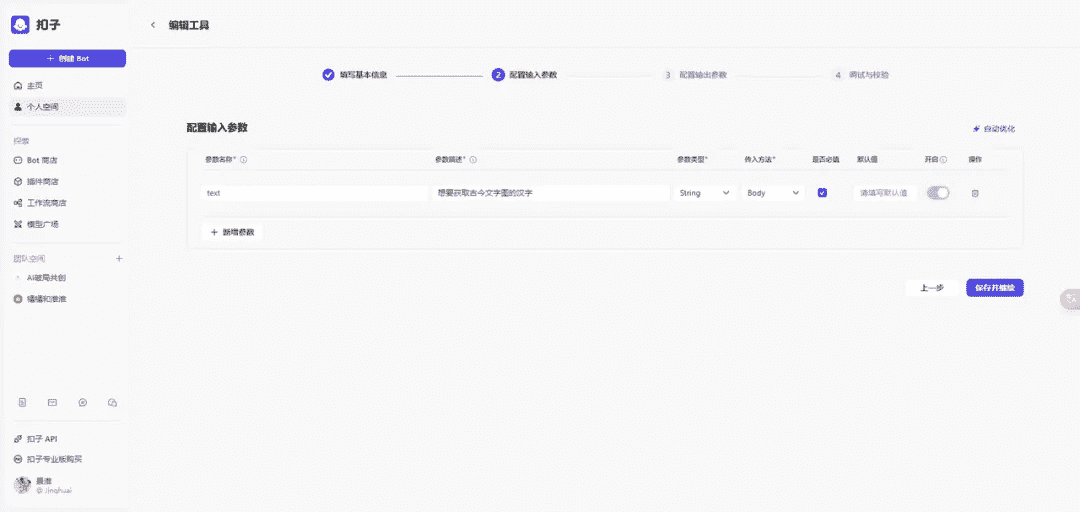 扣子
编辑工具
+ 创建 Bot
主页
个人空间
探索
Bot 商店
插件商店
工作流商店
模型广场
团队空间 +
AI破局共创
扣子 API
扣子专业版购买
晨淮
@Jinghuai
填写基本信息
2 配置输入参数
3 配置输出参数
4 调试与校验
配置输入参数
自动优化
参数名称* 参数描述* 参数类型* 传入方法* 是否必填 默认值 开启 操作
text 想要获取古今文字图的汉字 String Body 请填写默认值
+ 新增参数
上一步 保存并继续